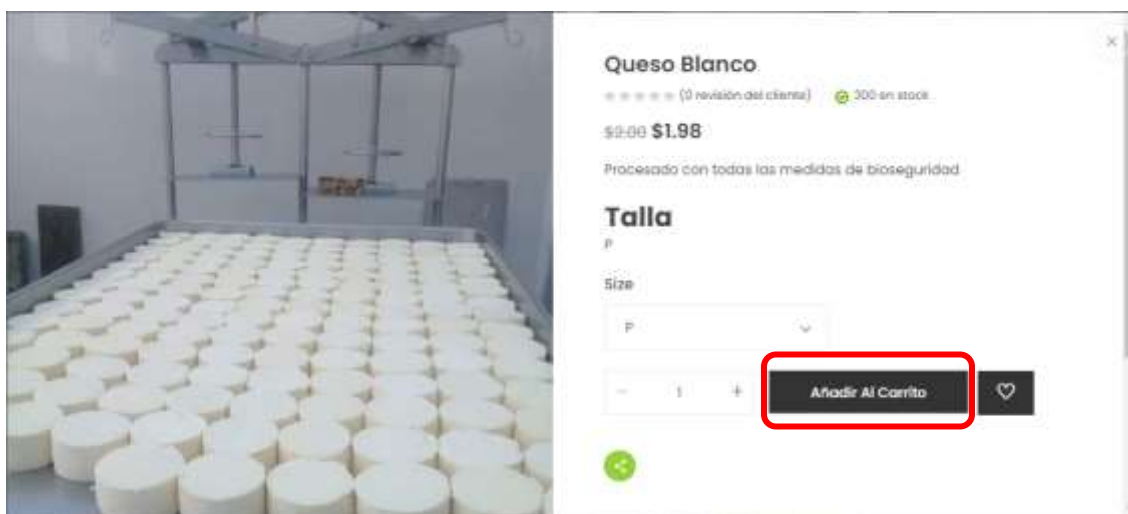 Queso Blanco
(0 revisión del cliente) 300 en stock
$2.00 $1.98
Procesado con todas las medidas de bioseguridad
Talla
P
Size
P
- 1 +
Añadir Al Carrito